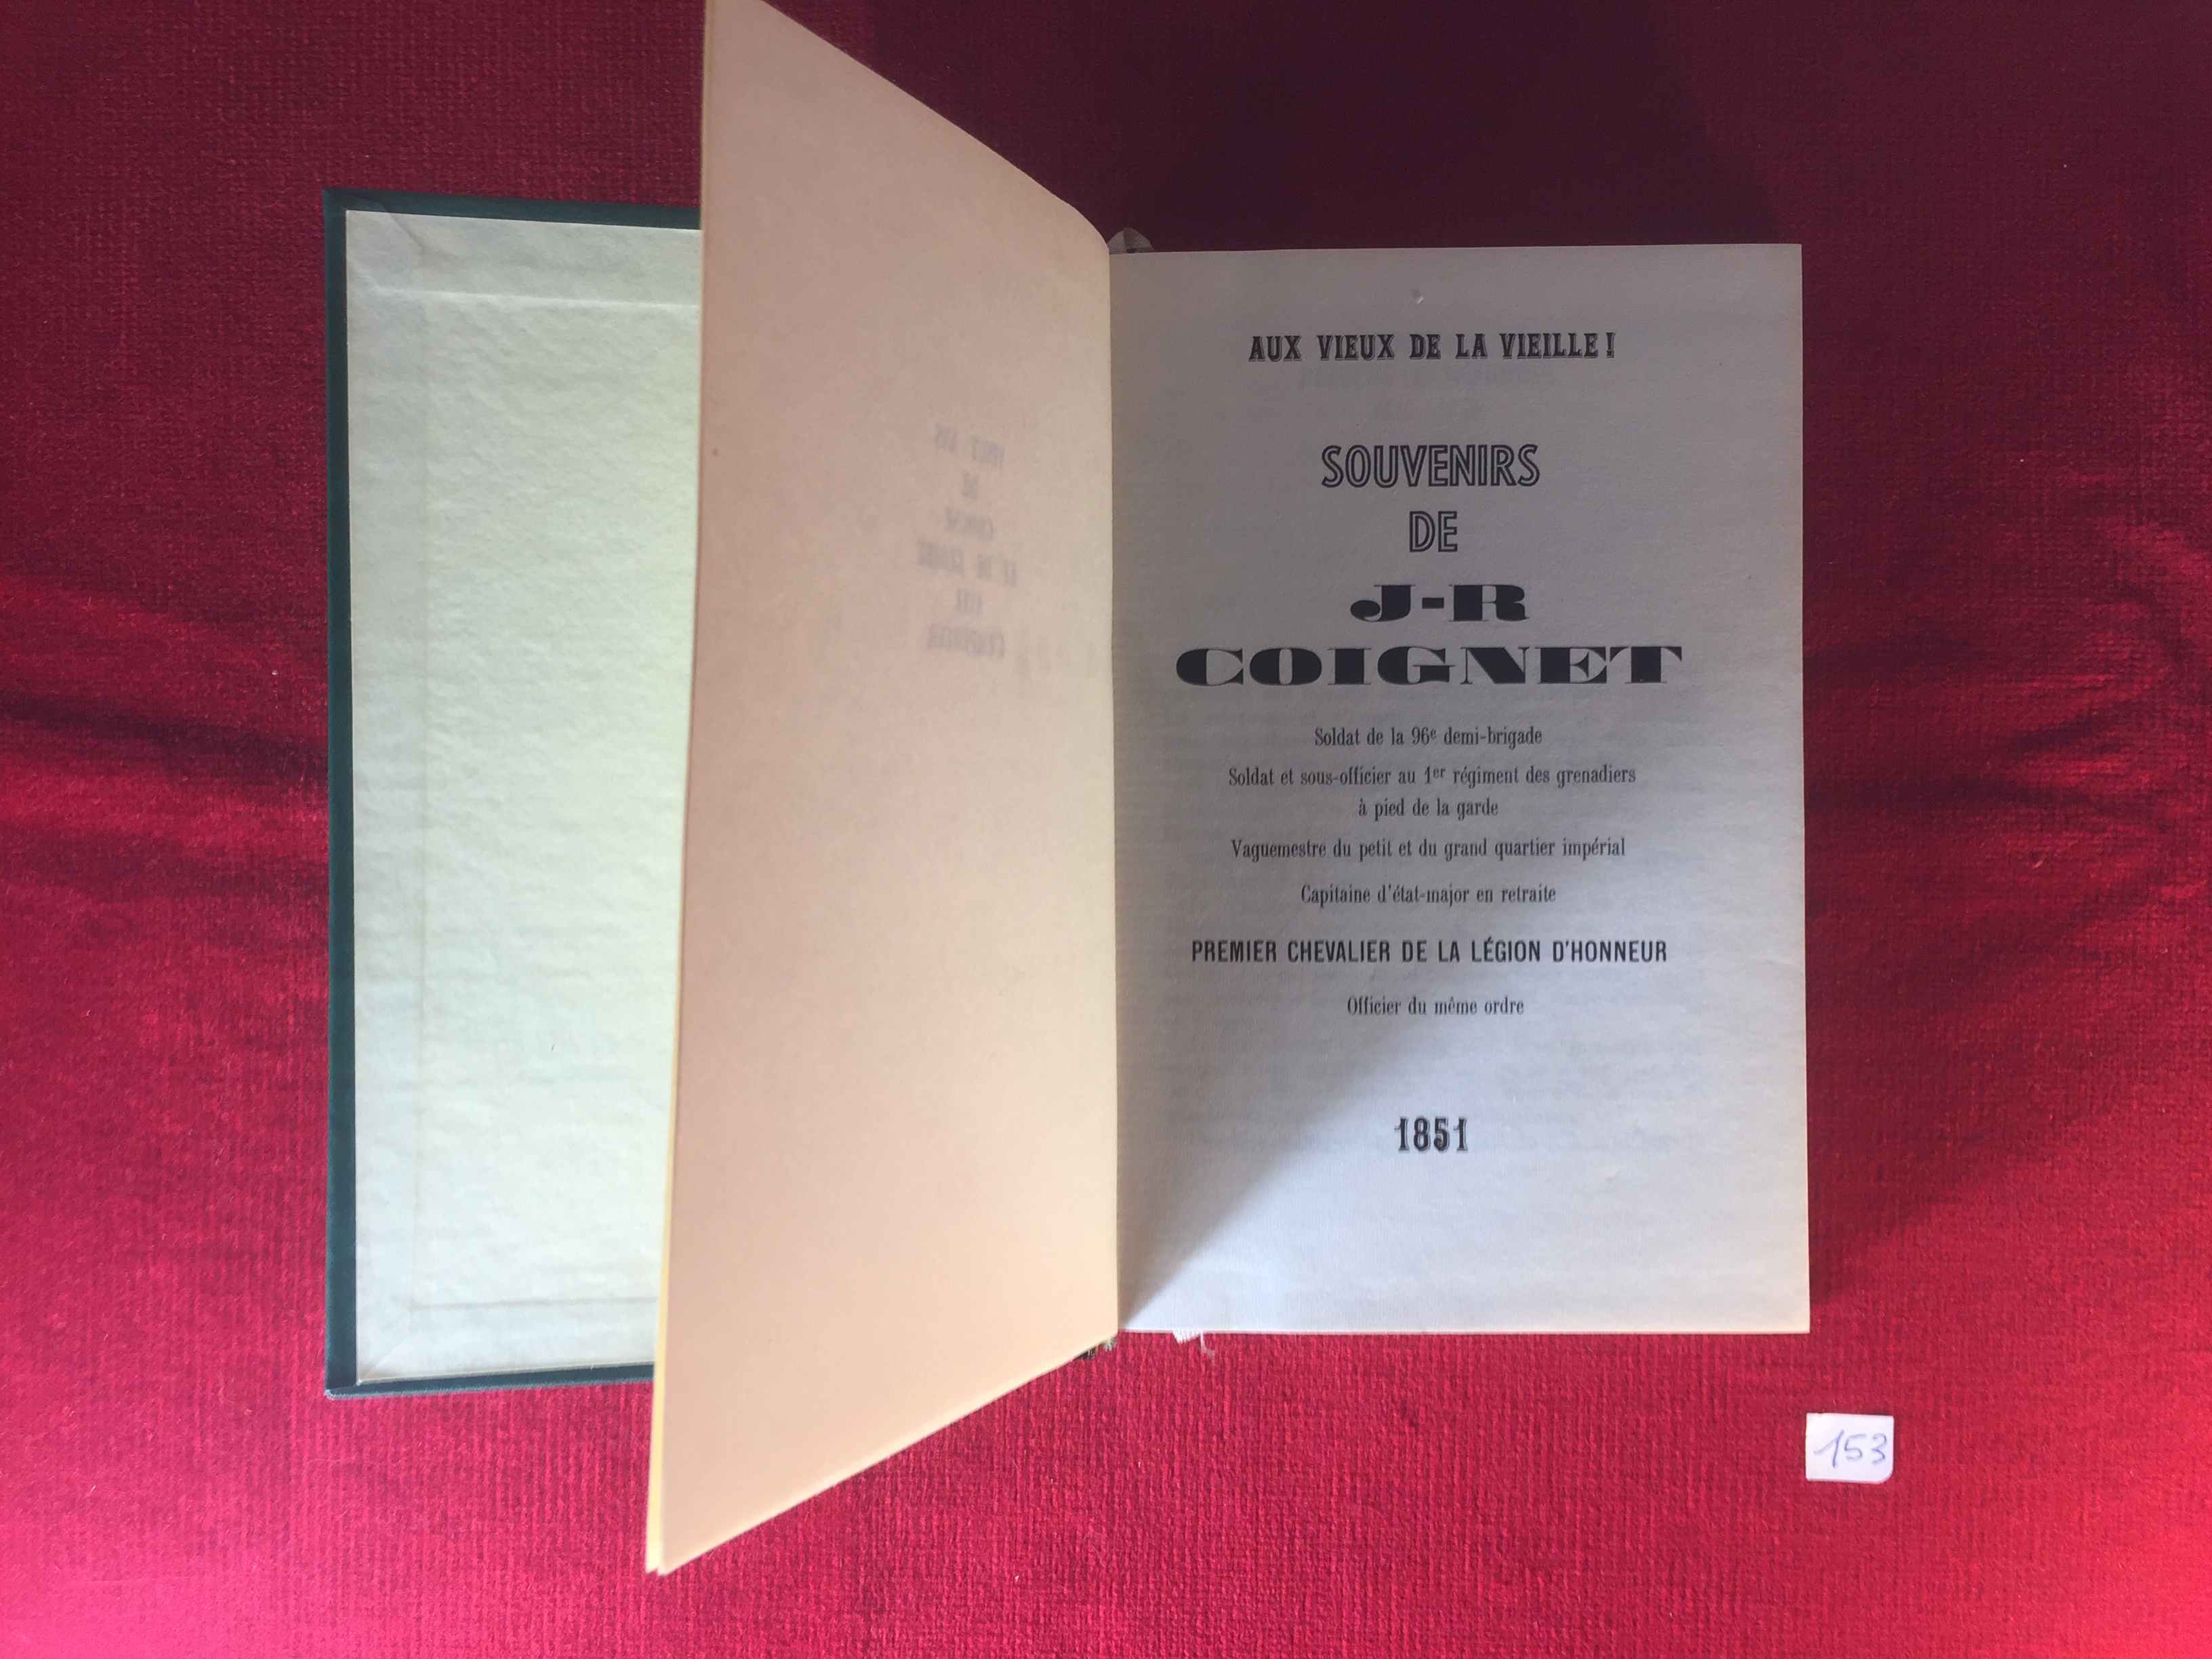 AUX VIEUX DE LA VIEILLE !
SOUVENIRS
DE
J-R
COIGNET
Soldat de la 96e demi-brigade
Soldat et sous-officier au 1er régiment des grenadiers
à pied de la garde
Vaguemestre du petit et du grand quartier impérial
Capitaine d'état-major en retraite
PREMIER CHEVALIER DE LA LÉGION D'HONNEUR
Officier du même ordre
1851
153